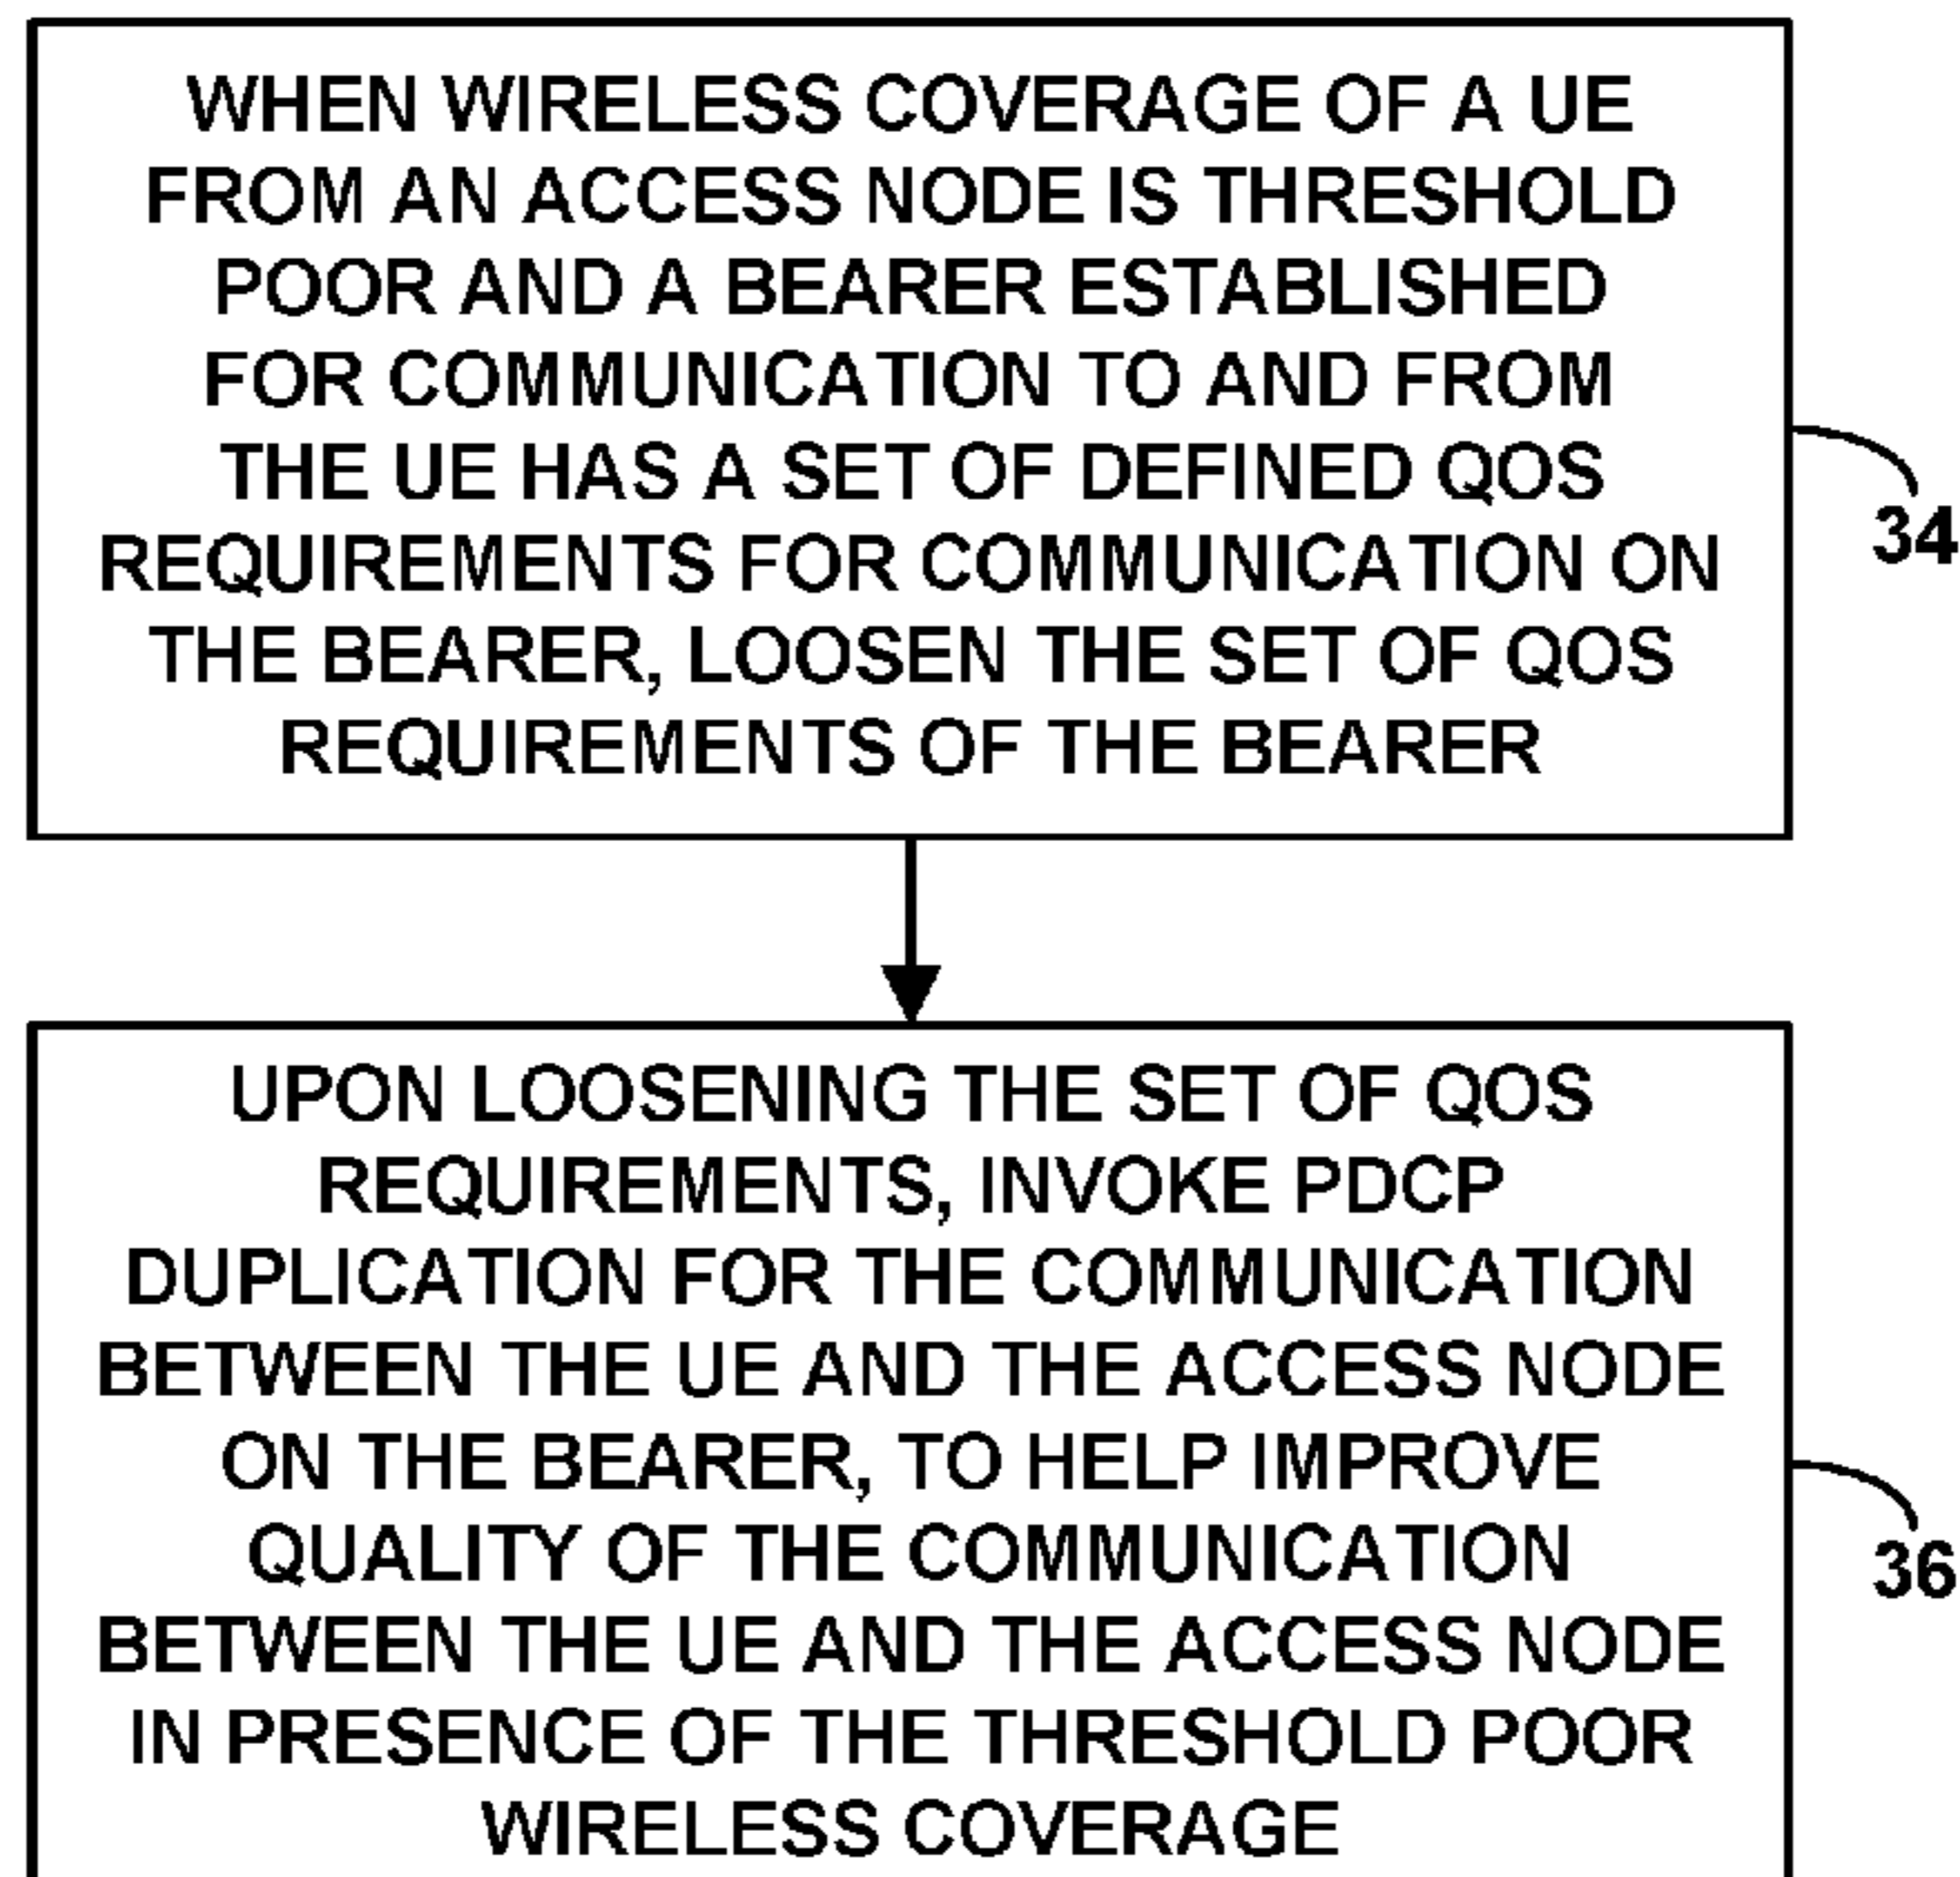 WHEN WIRELESS COVERAGE OF A UE
FROM AN ACCESS NODE IS THRESHOLD
POOR AND A BEARER ESTABLISHED
FOR COMMUNICATION TO AND FROM
THE UE HAS A SET OF DEFINED QOS
REQUIREMENTS FOR COMMUNICATION ON
THE BEARER, LOOSEN THE SET OF QOS
REQUIREMENTS OF THE BEARER
34
UPON LOOSENING THE SET OF QOS
REQUIREMENTS, INVOKE PDCP
DUPLICATION FOR THE COMMUNICATION
BETWEEN THE UE AND THE ACCESS NODE
ON THE BEARER, TO HELP IMPROVE
QUALITY OF THE COMMUNICATION
BETWEEN THE UE AND THE ACCESS NODE
IN PRESENCE OF THE THRESHOLD POOR
WIRELESS COVERAGE
36